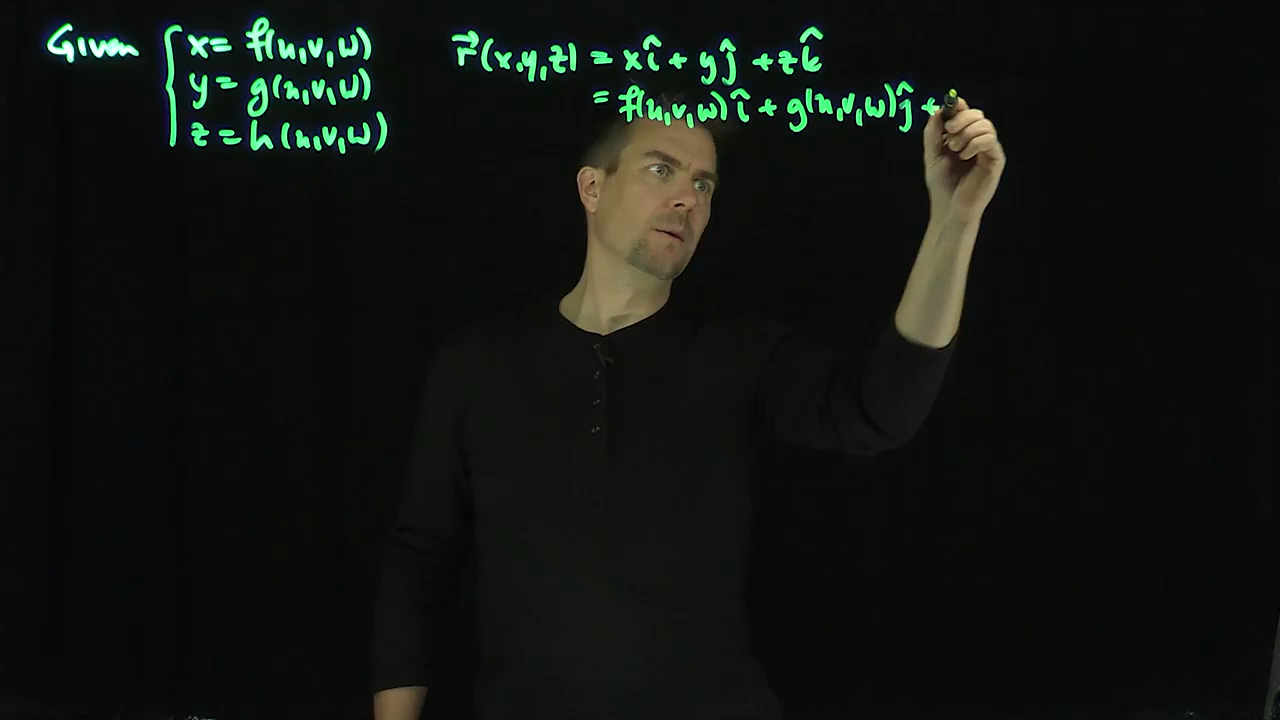 Given { x = f(u,v,w)
y = g(u,v,w)
z = h(u,v,w)
r⃗(x,y,z) = xî + yĵ + zk̂
= f(u,v,w)î + g(u,v,w)ĵ +